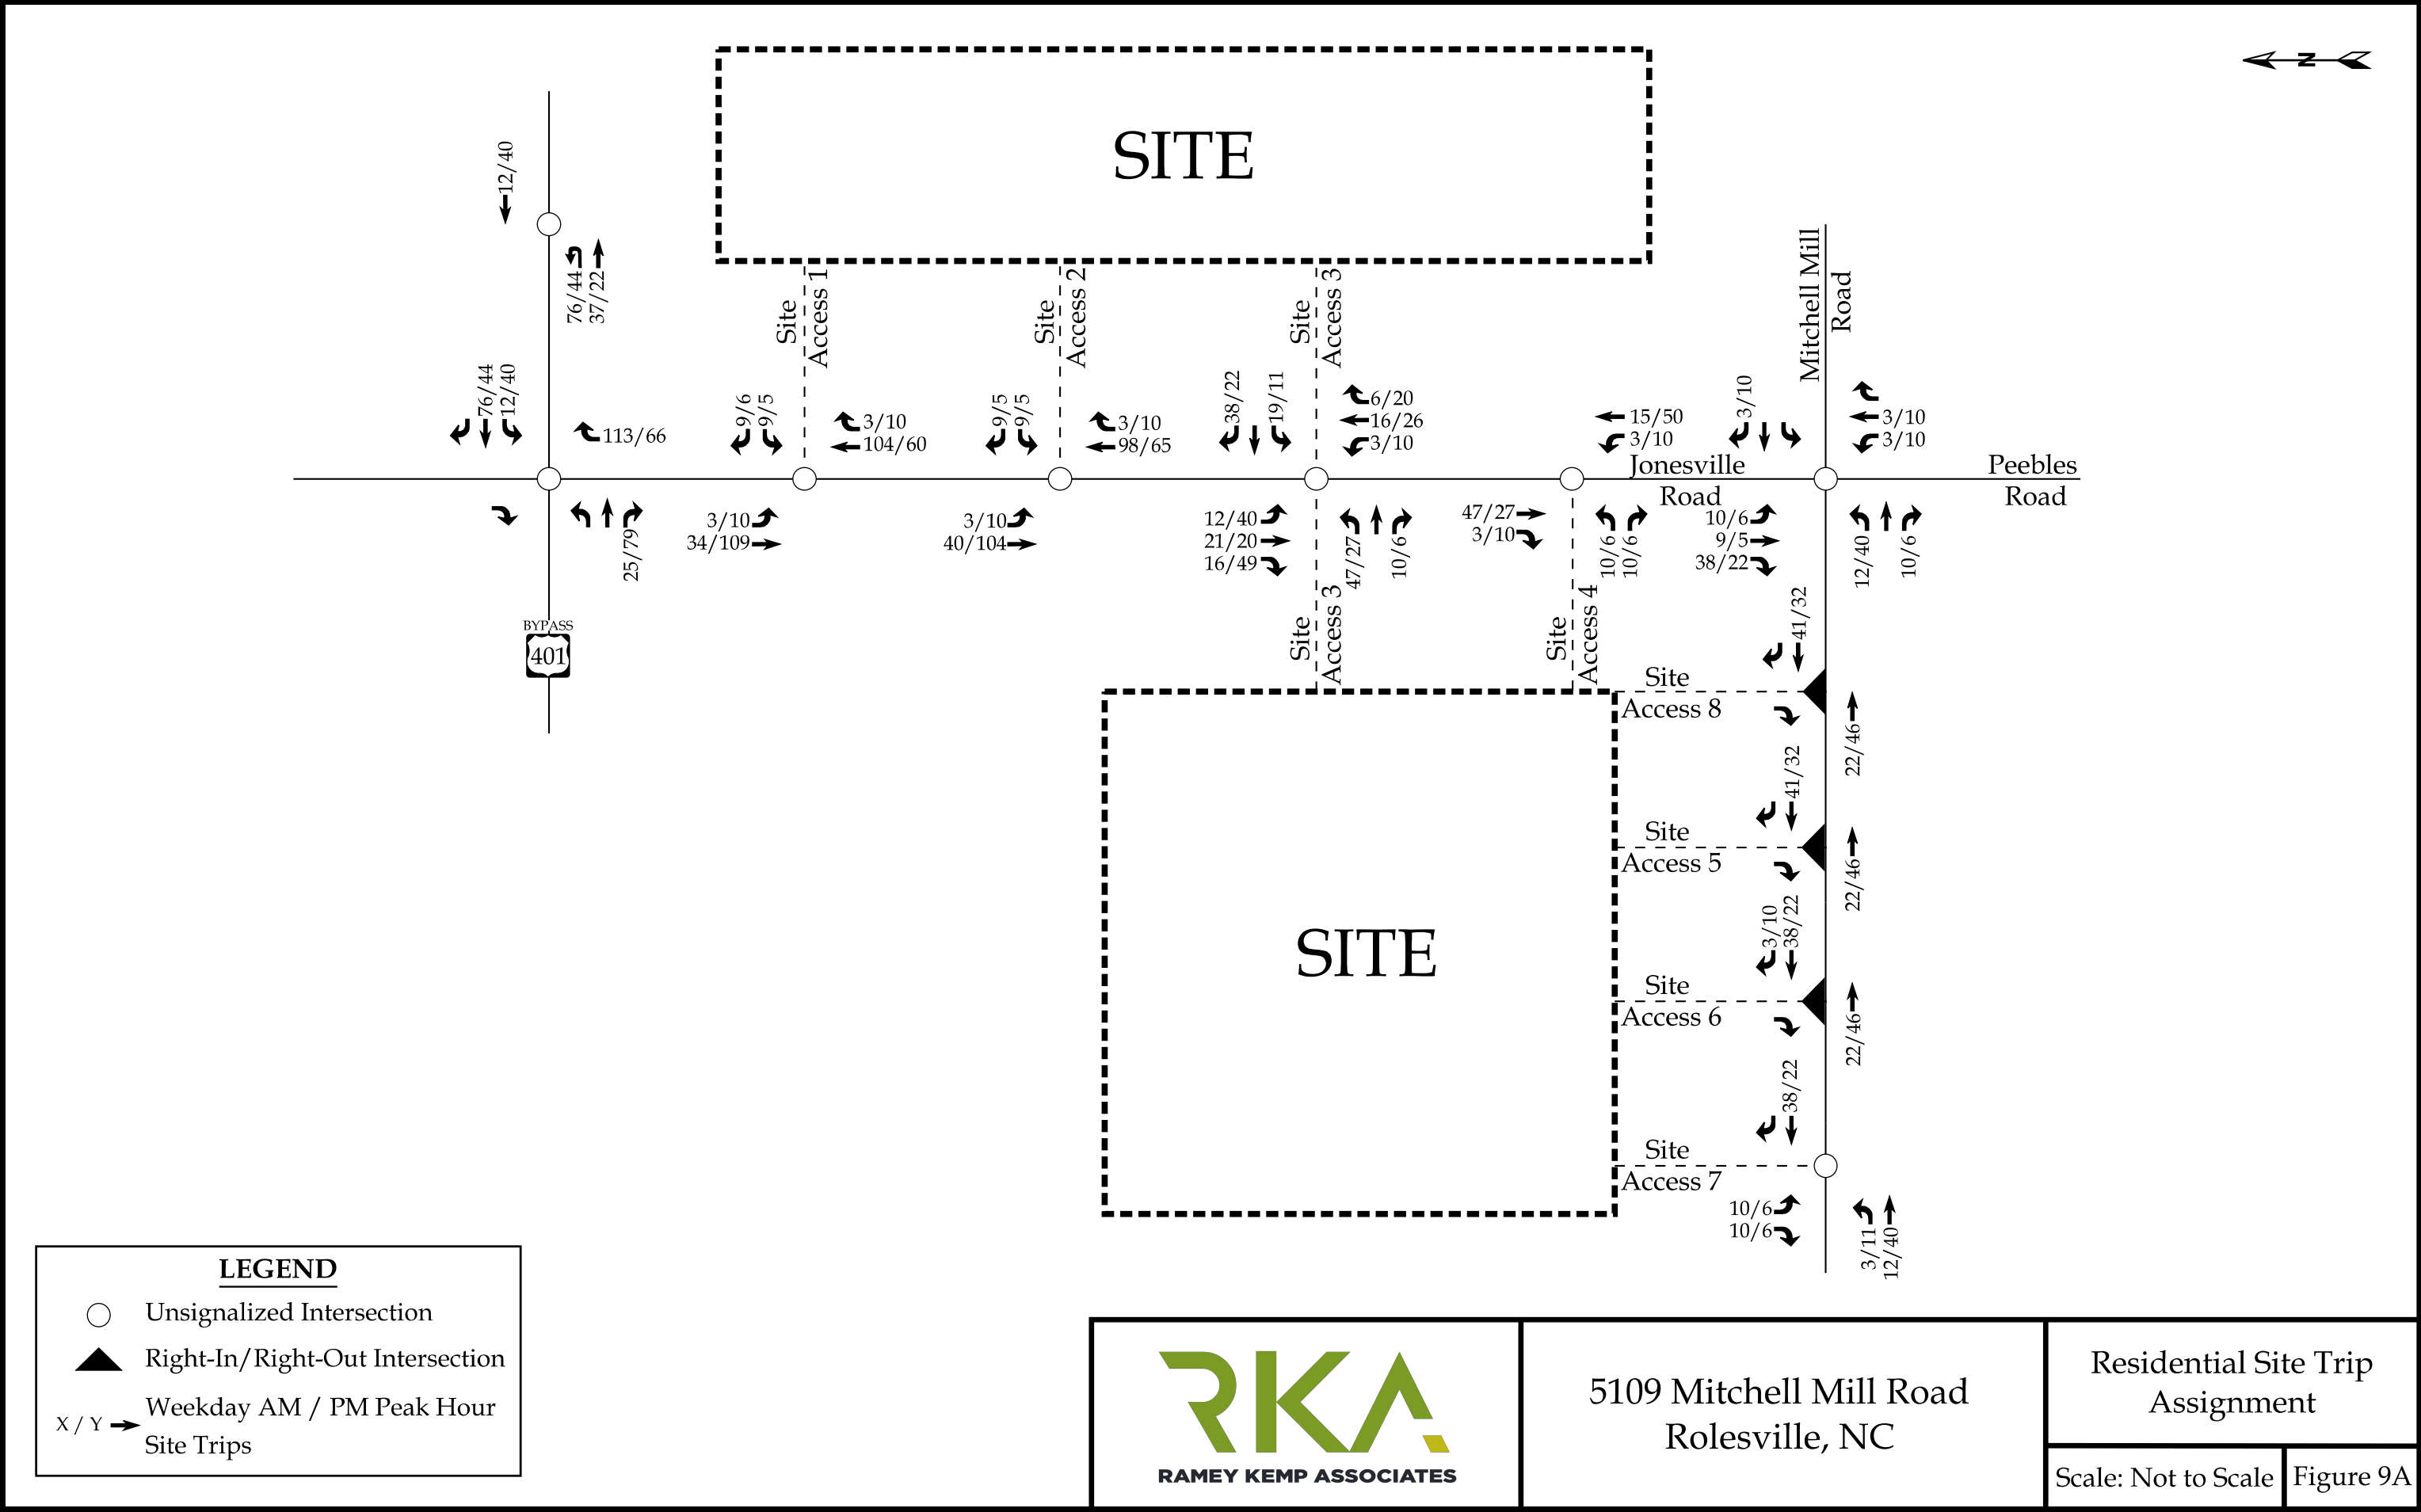 N
SITE
12/40
76/44
37/22
Site
Access 1
Site
Access 2
Site
Access 3
Mitchell Mill
Road
76/44
12/40
113/66
9/6
9/5
3/10
104/60
9/5
9/5
3/10
98/65
38/22
19/11
6/20
16/26
3/10
15/50
3/10
3/10
3/10
3/10
Jonesville
Road
Peebles
Road
25/79
3/10
34/109
3/10
40/104
12/40
21/20
16/49
47/27
10/6
47/27
3/10
10/6
10/6
10/6
9/5
38/22
12/40
10/6
BYPASS
401
Site
Access 3
Site
Access 4
41/32
Site
Access 8
22/46
41/32
Site
Access 5
22/46
SITE
3/10
38/22
Site
Access 6
22/46
38/22
Site
Access 7
10/6
10/6
3/11
12/40
LEGEND
Unsignalized Intersection
Right-In/Right-Out Intersection
X / Y
Weekday AM / PM Peak Hour
Site Trips
RKA
RAMEY KEMP ASSOCIATES
5109 Mitchell Mill Road
Rolesville, NC
Residential Site Trip
Assignment
Scale: Not to Scale
Figure 9A